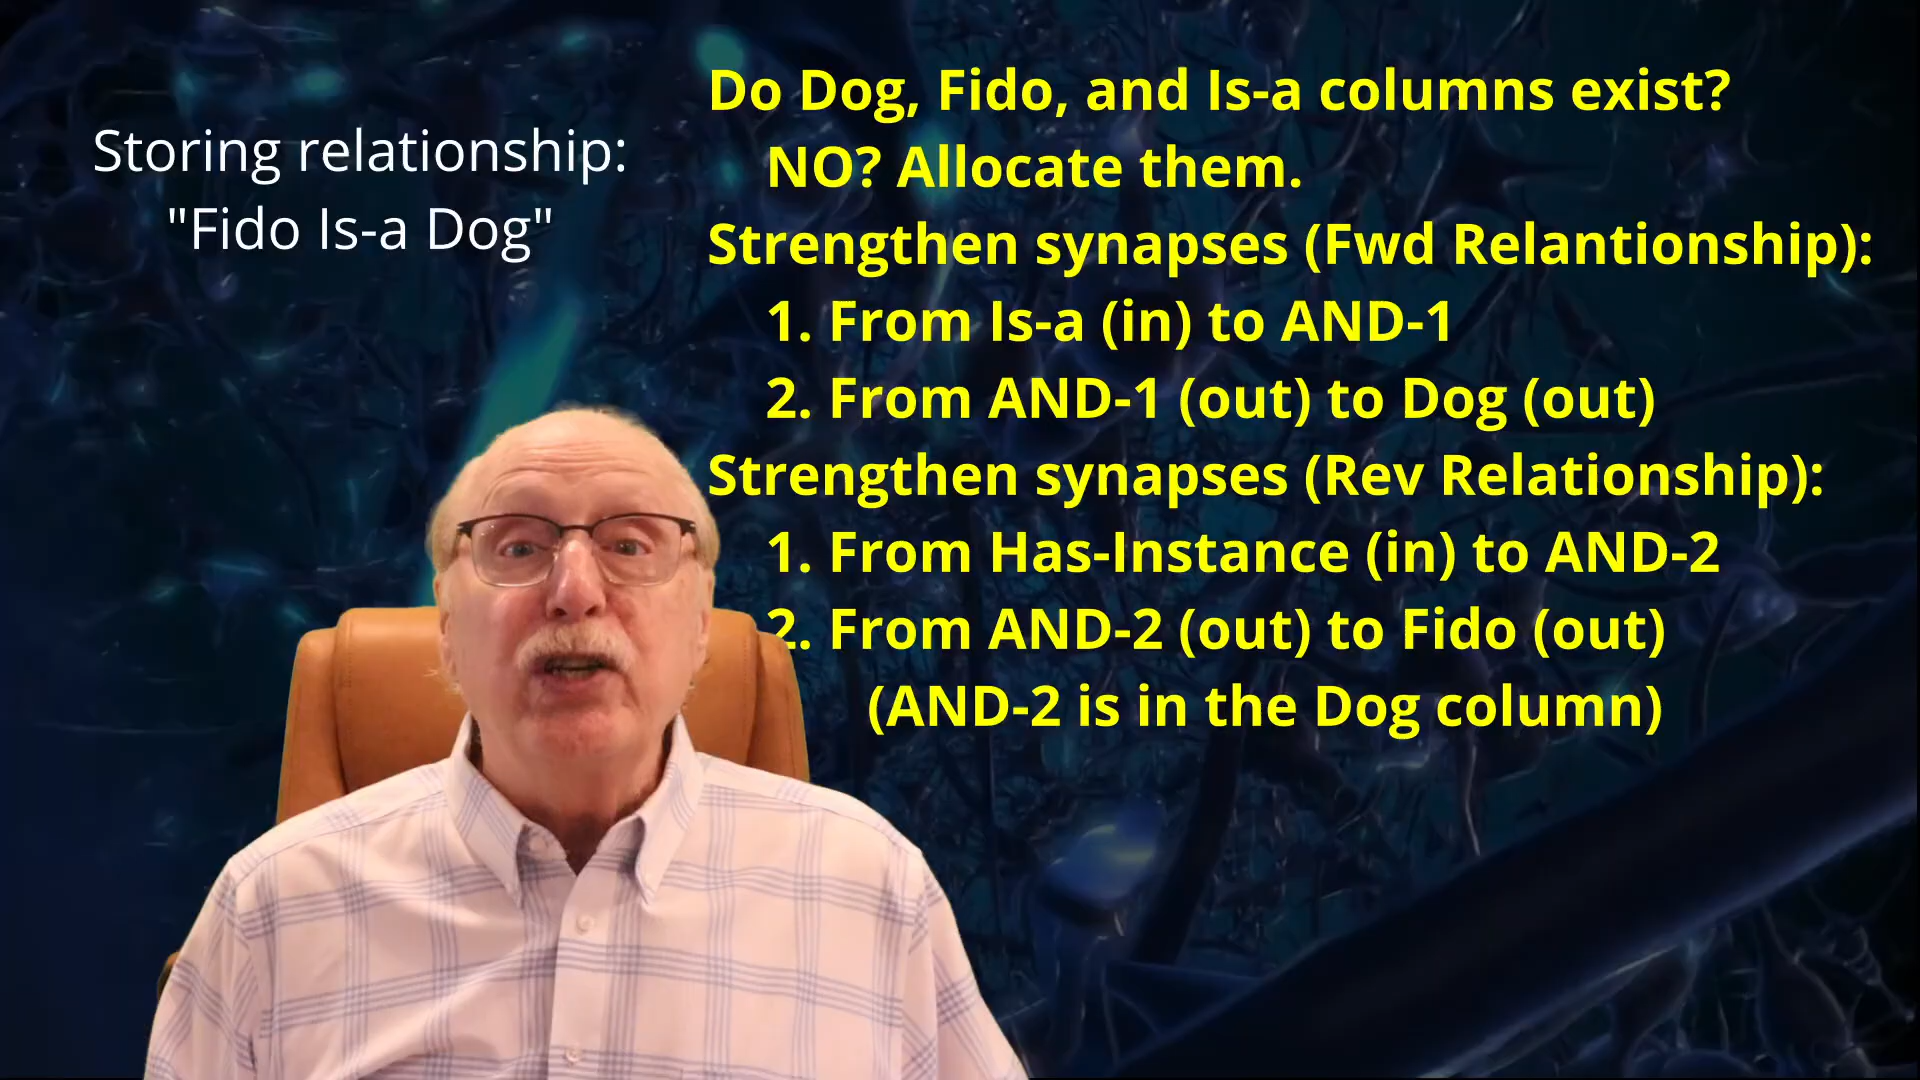 Storing relationship:
"Fido Is-a Dog"
Do Dog, Fido, and Is-a columns exist?
NO? Allocate them.
Strengthen synapses (Fwd Relantionship):
1. From Is-a (in) to AND-1
2. From AND-1 (out) to Dog (out)
Strengthen synapses (Rev Relationship):
1. From Has-Instance (in) to AND-2
2. From AND-2 (out) to Fido (out)
(AND-2 is in the Dog column)